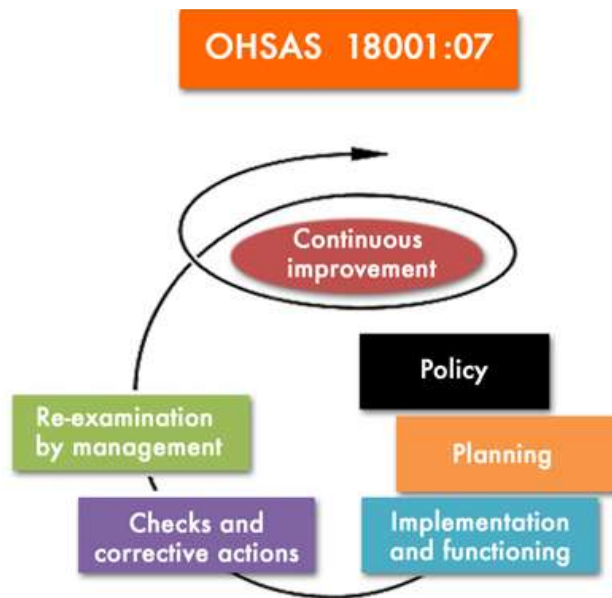 OHSAS 18001:07
Continuous
improvement
Policy
Re-examination
by management
Planning
Checks and
corrective actions
Implementation
and functioning